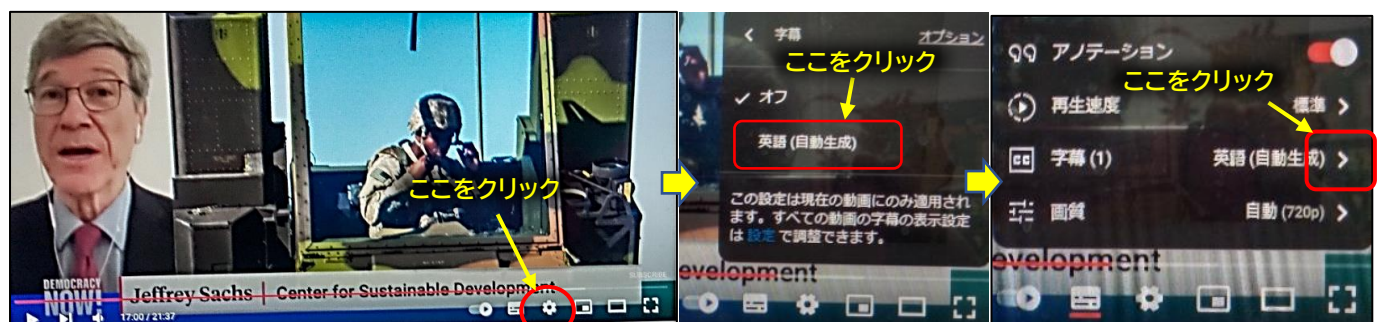 ここをクリック
SUBSCRIBE
DEMOCRACY
NOW!
Jeffrey Sachs | Center for Sustainable Development
17:00 / 21:37
字幕
オプション
ここをクリック
オフ
英語 (自動生成)
この設定は現在の動画にのみ適用され
ます。すべての動画の字幕の表示設定
は 設定 で調整できます。
evelopment
アノテーション
ここをクリック
再生速度
標準
字幕 (1)
英語 (自動生成)
画質
自動 (720p)
evelopment